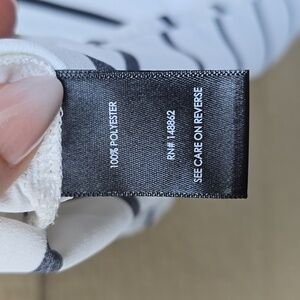 100% POLYESTER
RN# 148862
SEE CARE ON REVERSE